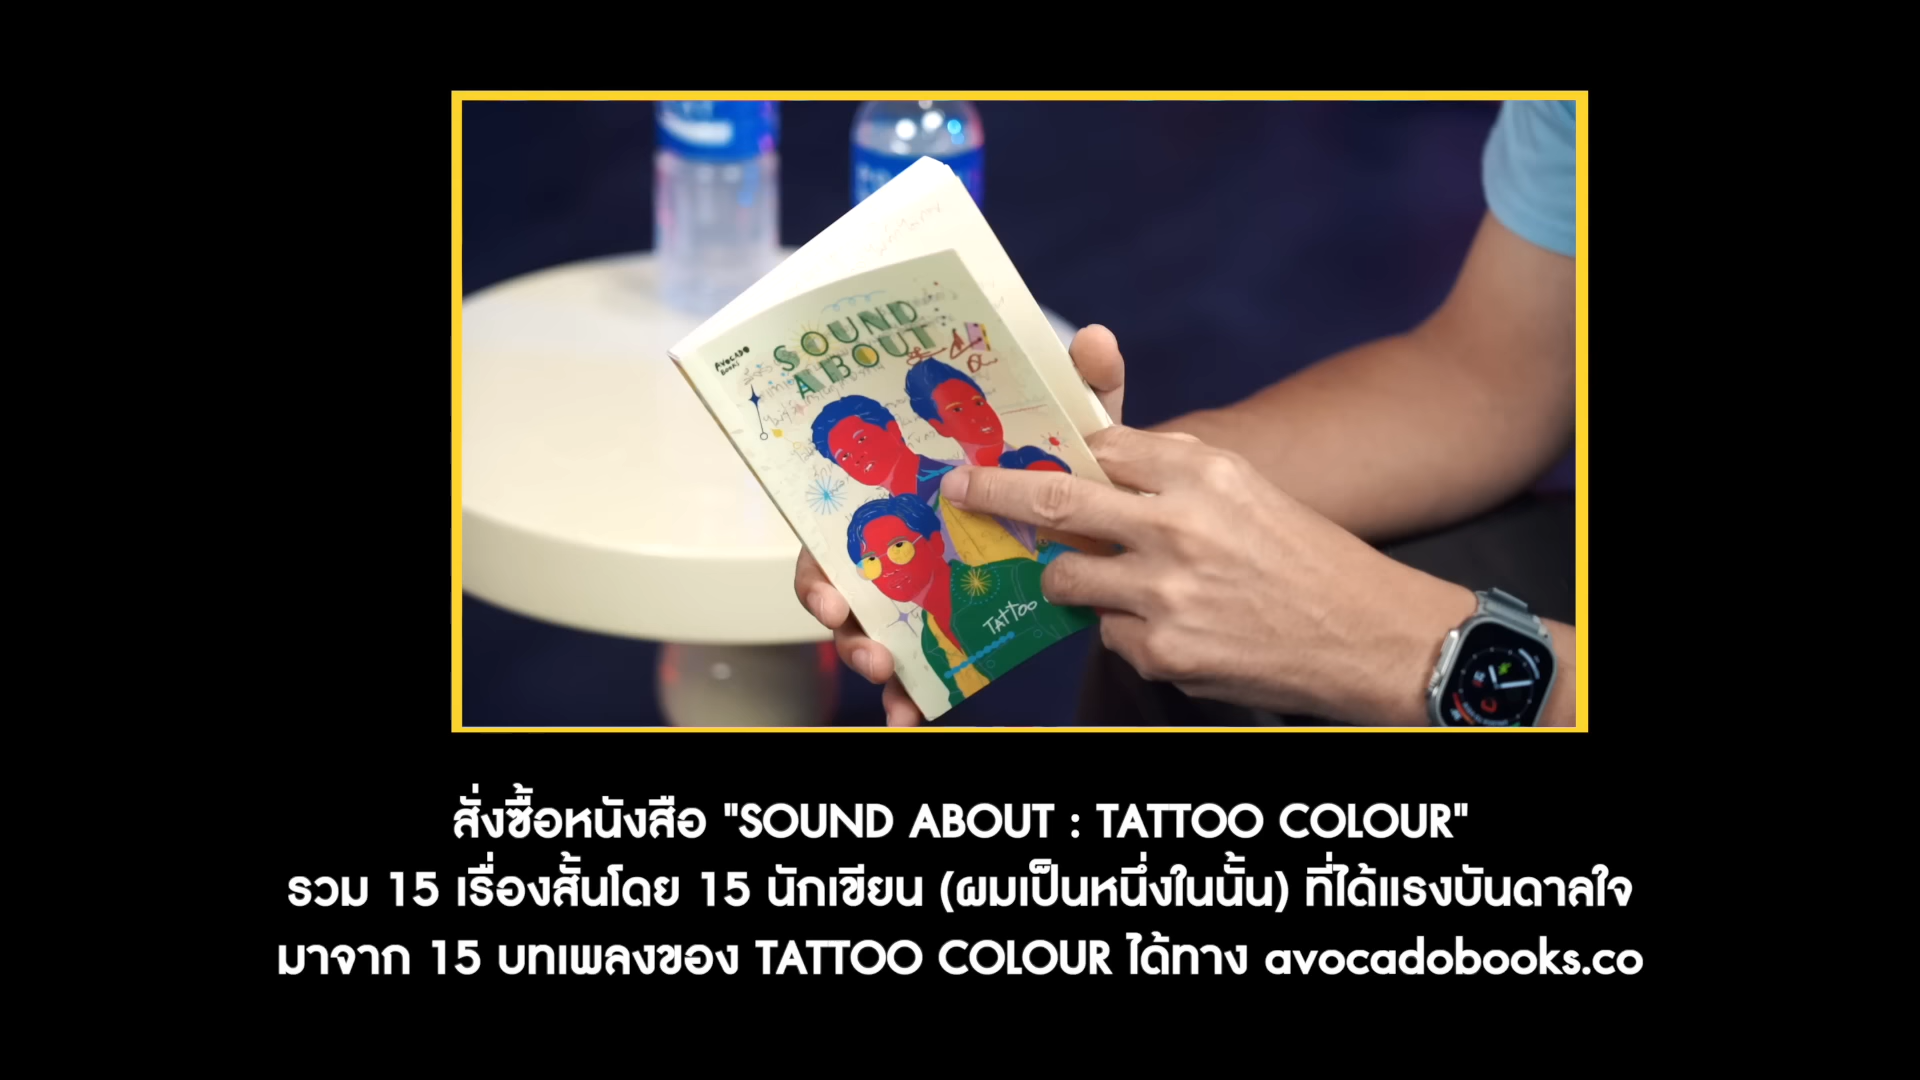 AVOCADO
BOOKS
SOUND
ABOUT
TATTOO
สั่งซื้อหนังสือ "SOUND ABOUT : TATTOO COLOUR"
รวม 15 เรื่องสั้นโดย 15 นักเขียน (ผมเป็นหนึ่งในนั้น) ที่ได้แรงบันดาลใจ
มาจาก 15 บทเพลงของ TATTOO COLOUR ได้ทาง avocadobooks.co